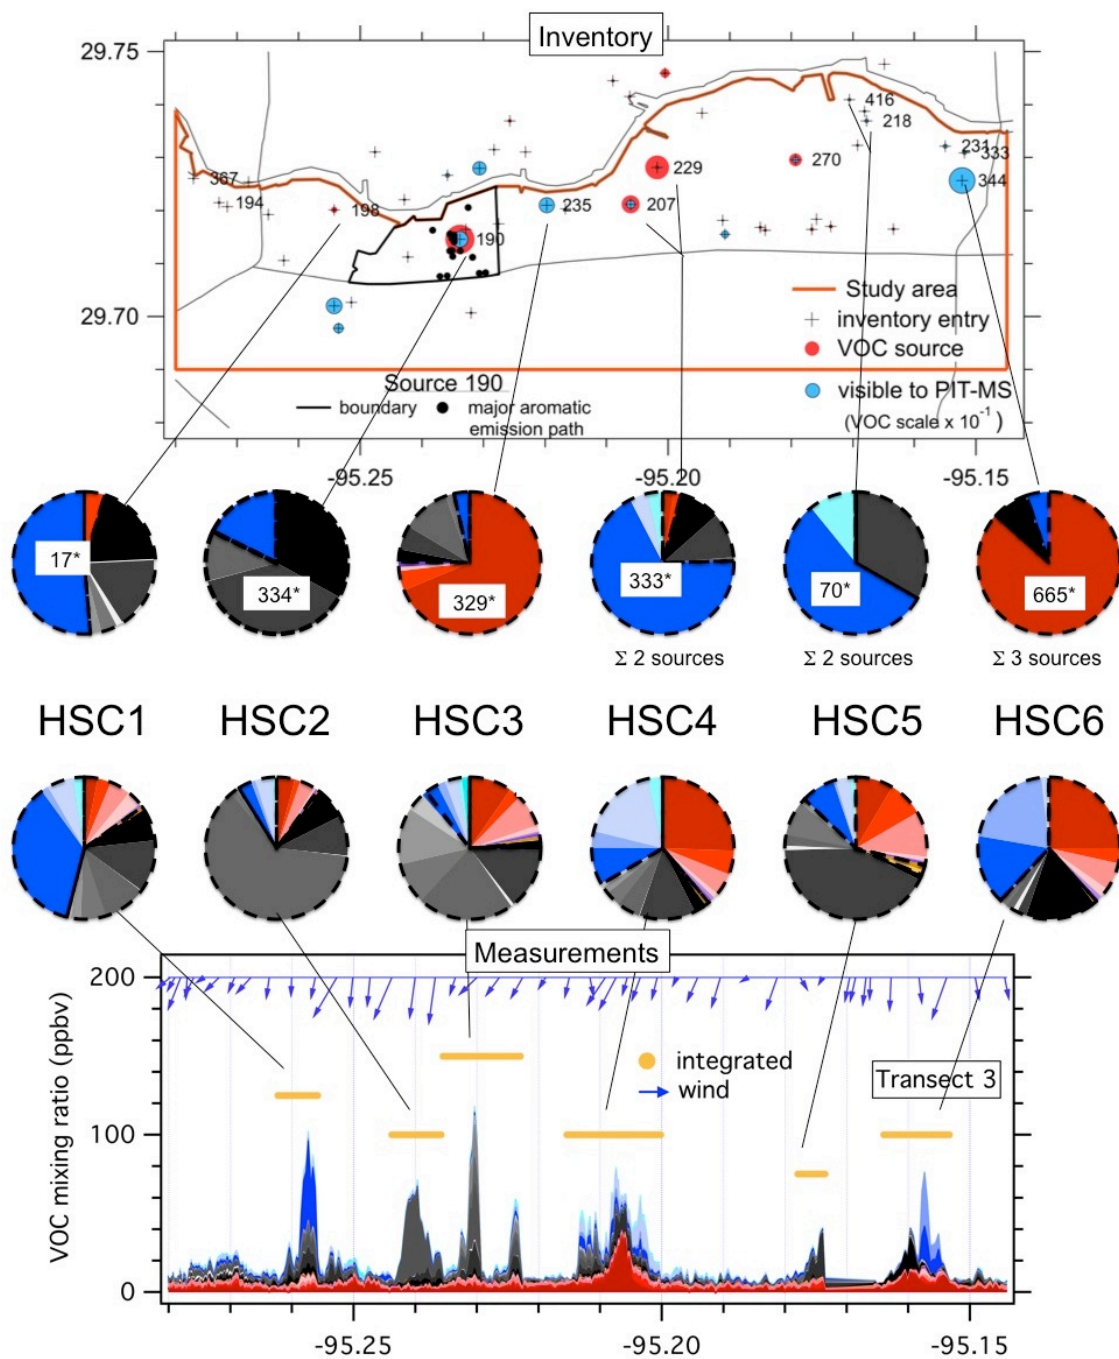 Inventory
29.75
416
218
231
333
229
270
344
367
194
198
207
235
190
Study area
29.70
inventory entry
VOC source
Source 190
visible to PIT-MS
boundary
major aromatic
emission path
(VOC scale x 10⁻¹)
-95.25
-95.20
-95.15
17*
334*
329*
333*
70*
665*
Σ 2 sources
Σ 2 sources
Σ 3 sources
HSC1
HSC2
HSC3
HSC4
HSC5
HSC6
Measurements
200
VOC mixing ratio (ppbv)
integrated
wind
Transect 3
100
0
-95.25
-95.20
-95.15